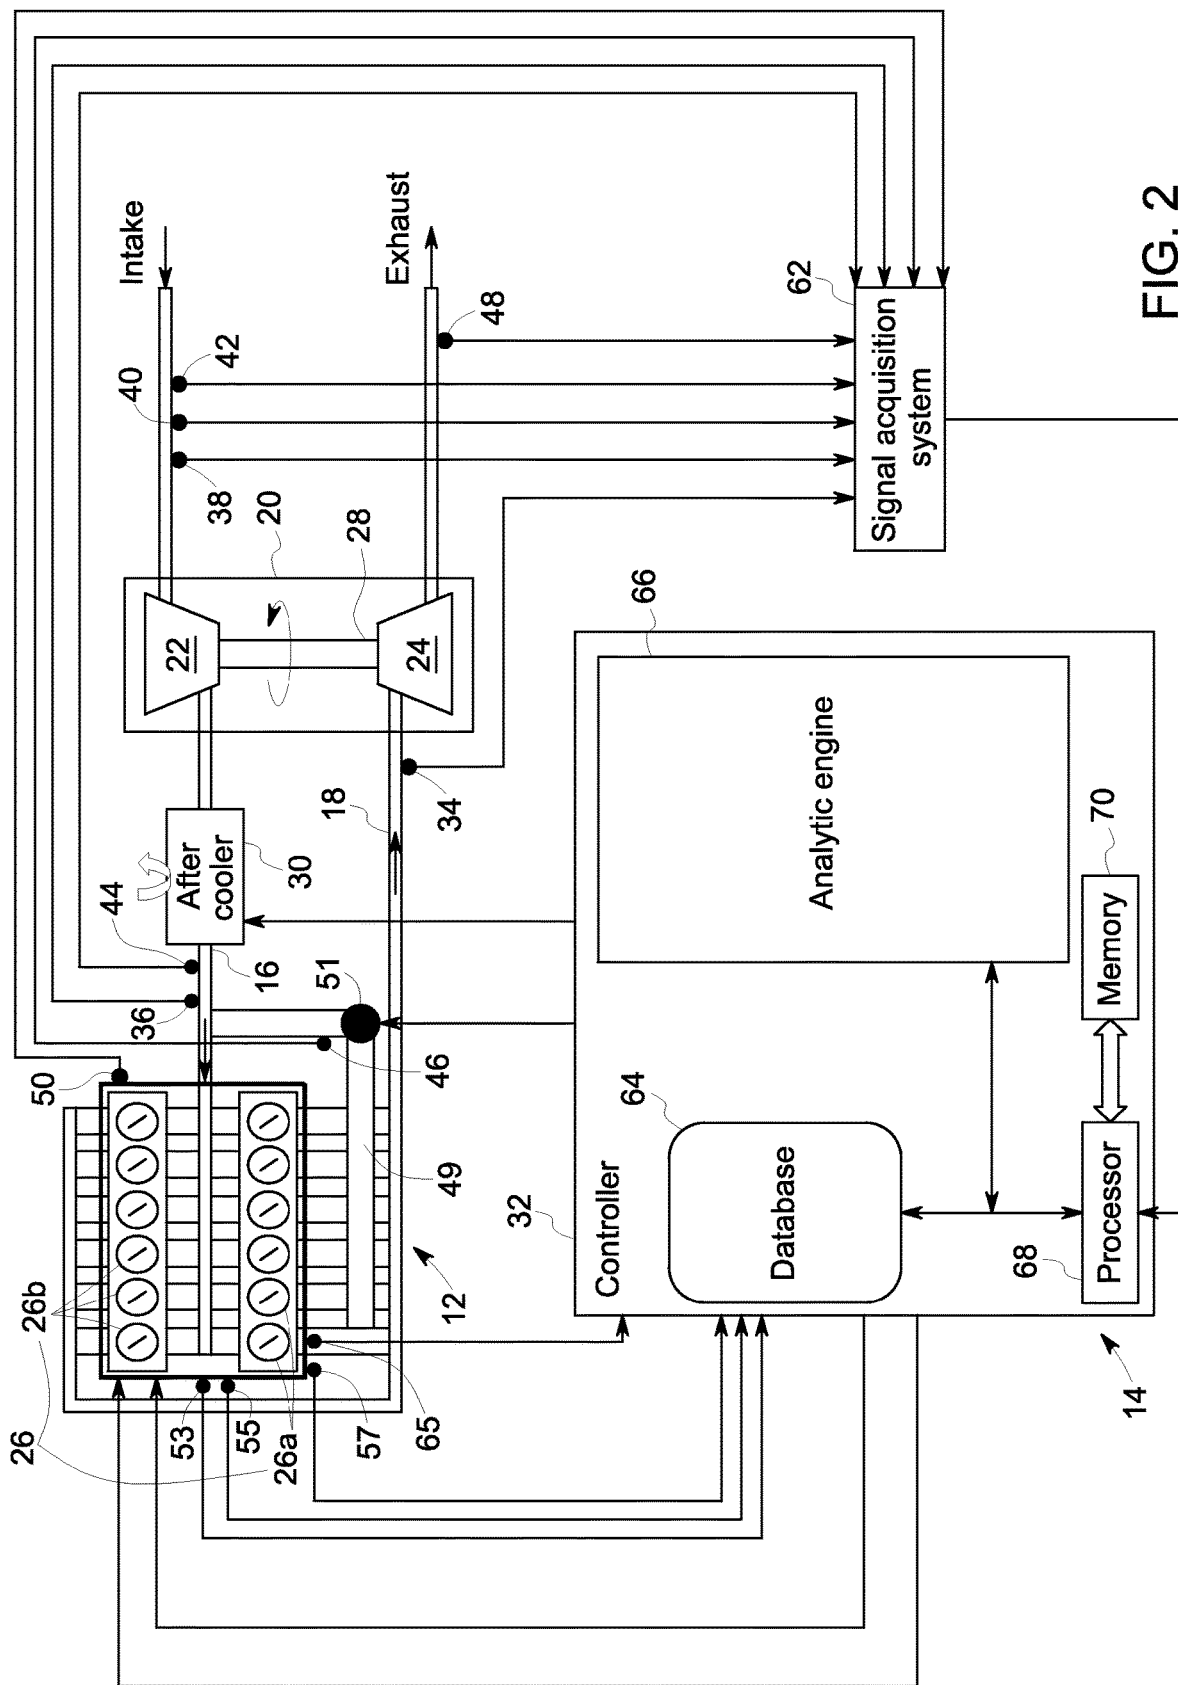 Intake
Exhaust
42
40
38
48
20
28
22
24
62
Signal acquisition
system
44
36
After
cooler
30
16
18
34
51
46
50
26
26b
26a
53
55
57
65
49
12
66
Analytic engine
70
Memory
64
Database
32
Controller
68
Processor
14
FIG. 2